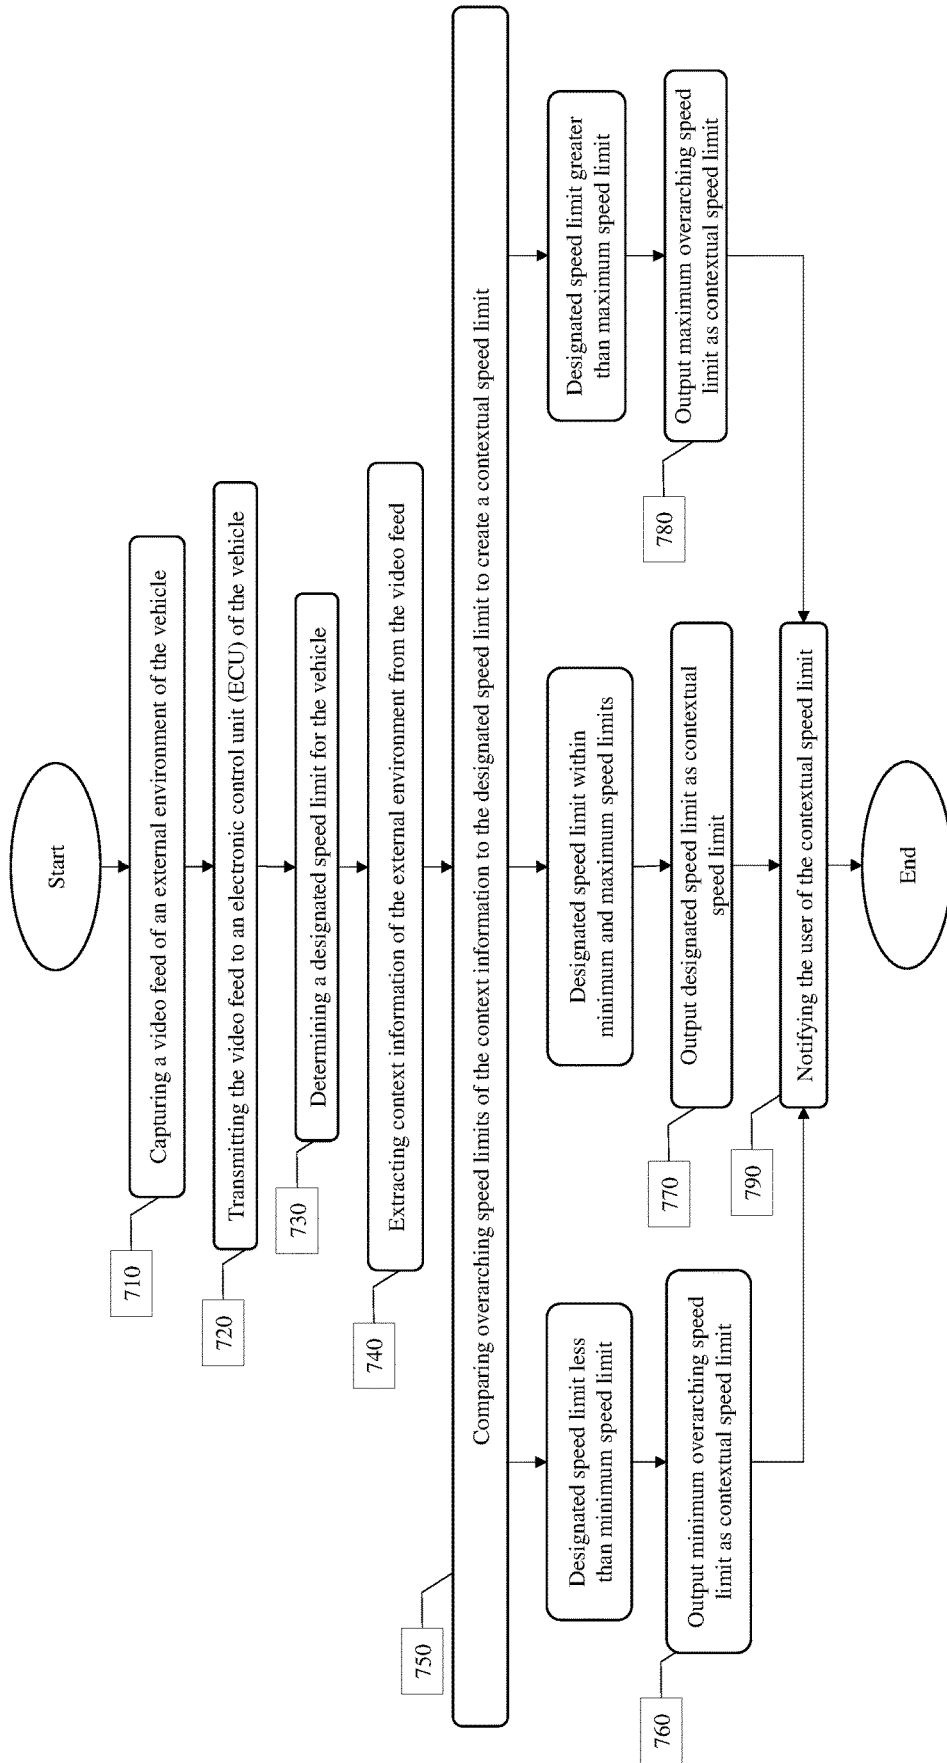 Start
710
Capturing a video feed of an external environment of the vehicle
720
Transmitting the video feed to an electronic control unit (ECU) of the vehicle
730
Determining a designated speed limit for the vehicle
740
Extracting context information of the external environment from the video feed
750
Comparing overarching speed limits of the context information to the designated speed limit to create a contextual speed limit
Designated speed limit less
than minimum speed limit
Designated speed limit within
minimum and maximum speed limits
Designated speed limit greater
than maximum speed limit
760
Output minimum overarching speed
limit as contextual speed limit
770
Output designated speed limit as contextual
speed limit
780
Output maximum overarching speed
limit as contextual speed limit
790
Notifying the user of the contextual speed limit
End